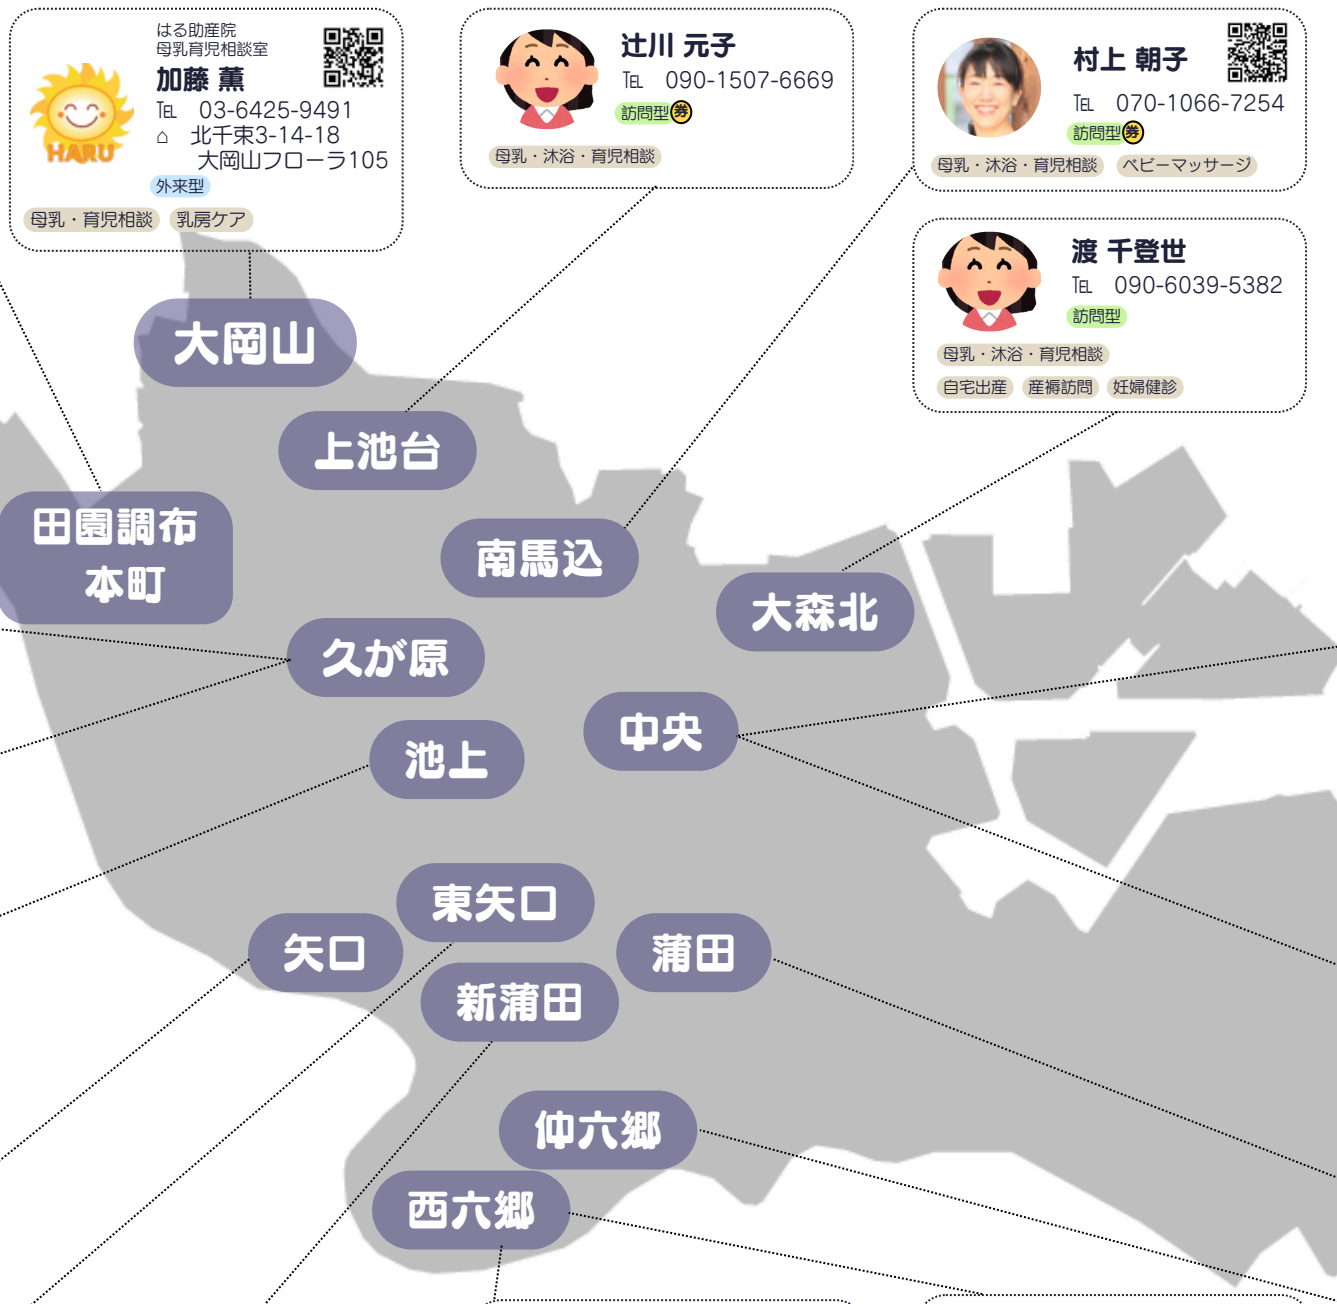 はる助産院
母乳育児相談室
加藤 薫
℡ 03-6425-9491
⌂ 北千束3-14-18
大岡山フローラ105
HARU
外来型
母乳・育児相談 乳房ケア
辻川 元子
℡ 090-1507-6669
訪問型 券
母乳・沐浴・育児相談
村上 朝子
℡ 070-1066-7254
訪問型 券
母乳・沐浴・育児相談 ベビーマッサージ
渡 千登世
℡ 090-6039-5382
訪問型
母乳・沐浴・育児相談
自宅出産 産褥訪問 妊婦健診
大岡山
上池台
田園調布
本町
南馬込
大森北
久が原
中央
池上
東矢口
矢口
蒲田
新蒲田
仲六郷
西六郷